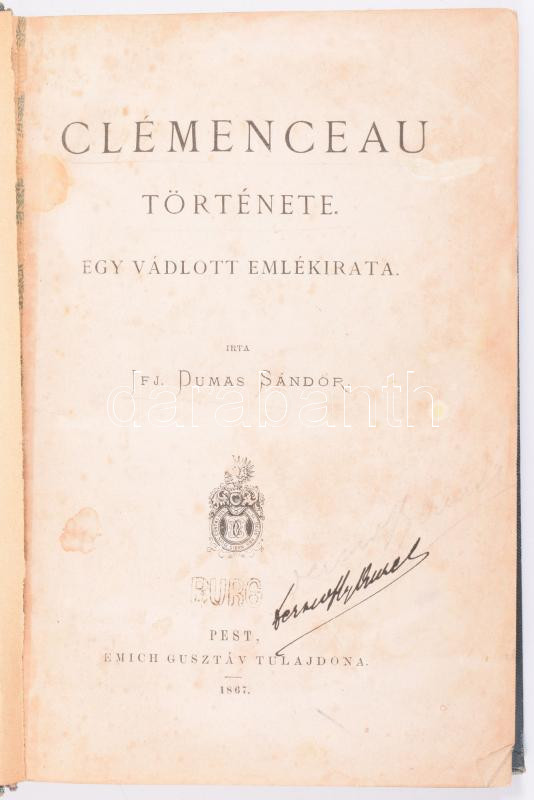 CLÉMENCEAU
TÖRTÉNETE.
EGY VÁDLOTT EMLÉKIRATA.
IRTA
IFJ. DUMAS SÁNDOR.
darabanth
BURG
PEST,
EMICH GUSZTÁV TULAJDONA.
1867.